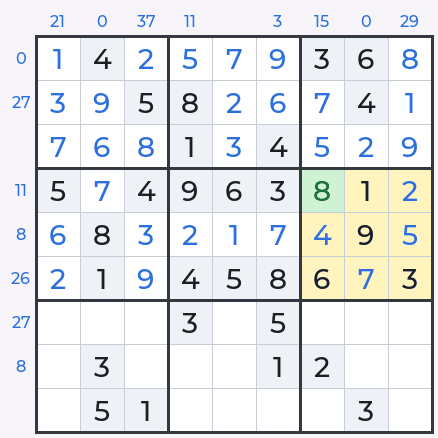 21 0 37 11 3 15 0 29
0 1 4 2 5 7 9 3 6 8
27 3 9 5 8 2 6 7 4 1
7 6 8 1 3 4 5 2 9
11 5 7 4 9 6 3 8 1 2
8 6 8 3 2 1 7 4 9 5
26 2 1 9 4 5 8 6 7 3
27 3 5
8 3 1 2
5 1 3